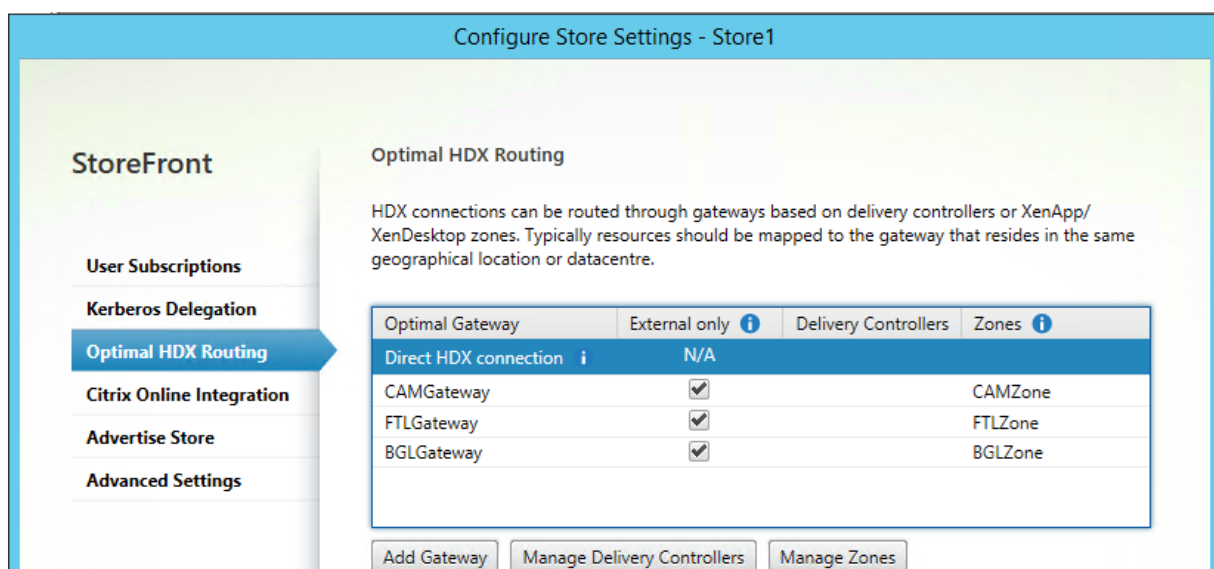 Configure Store Settings - Store1
StoreFront
User Subscriptions
Kerberos Delegation
Optimal HDX Routing
Citrix Online Integration
Advertise Store
Advanced Settings
Optimal HDX Routing
HDX connections can be routed through gateways based on delivery controllers or XenApp/
XenDesktop zones. Typically resources should be mapped to the gateway that resides in the same
geographical location or datacentre.
Optimal Gateway External only i Delivery Controllers Zones i
Direct HDX connection i N/A
CAMGateway CAMZone
FTLGateway FTLZone
BGLGateway BGLZone
Add Gateway Manage Delivery Controllers Manage Zones